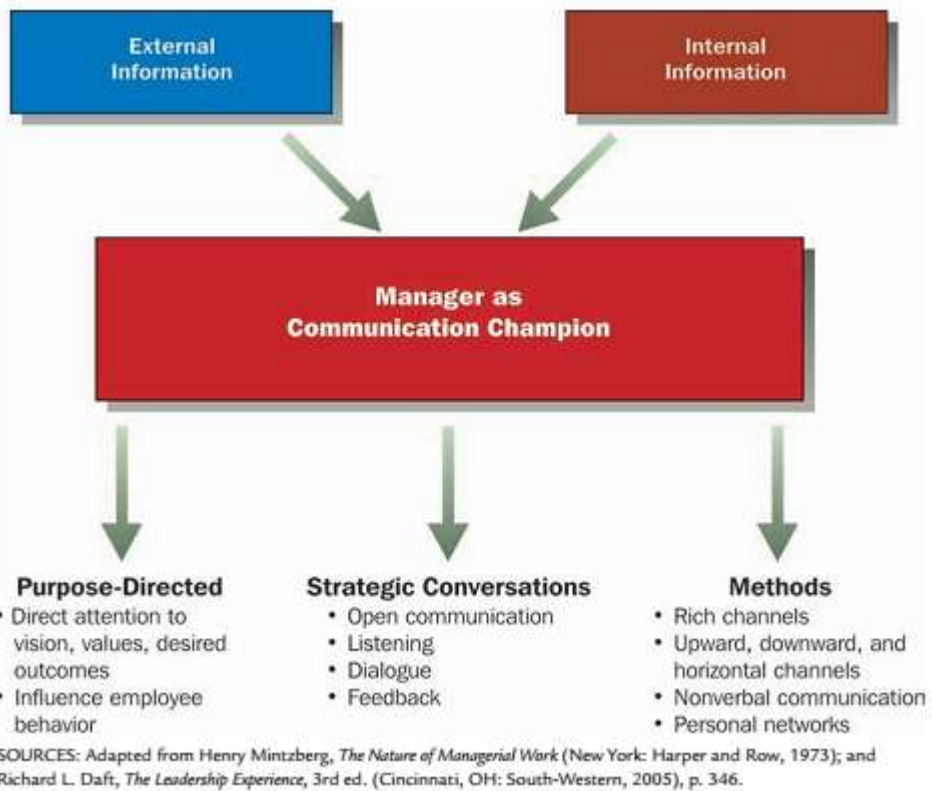 External
Information
Internal
Information
Manager as
Communication Champion
Purpose-Directed
• Direct attention to
vision, values, desired
outcomes
• Influence employee
behavior
Strategic Conversations
• Open communication
• Listening
• Dialogue
• Feedback
Methods
• Rich channels
• Upward, downward, and
horizontal channels
• Nonverbal communication
• Personal networks
SOURCES: Adapted from Henry Mintzberg, The Nature of Managerial Work (New York: Harper and Row, 1973); and
Richard L. Daft, The Leadership Experience, 3rd ed. (Cincinnati, OH: South-Western, 2005), p. 346.